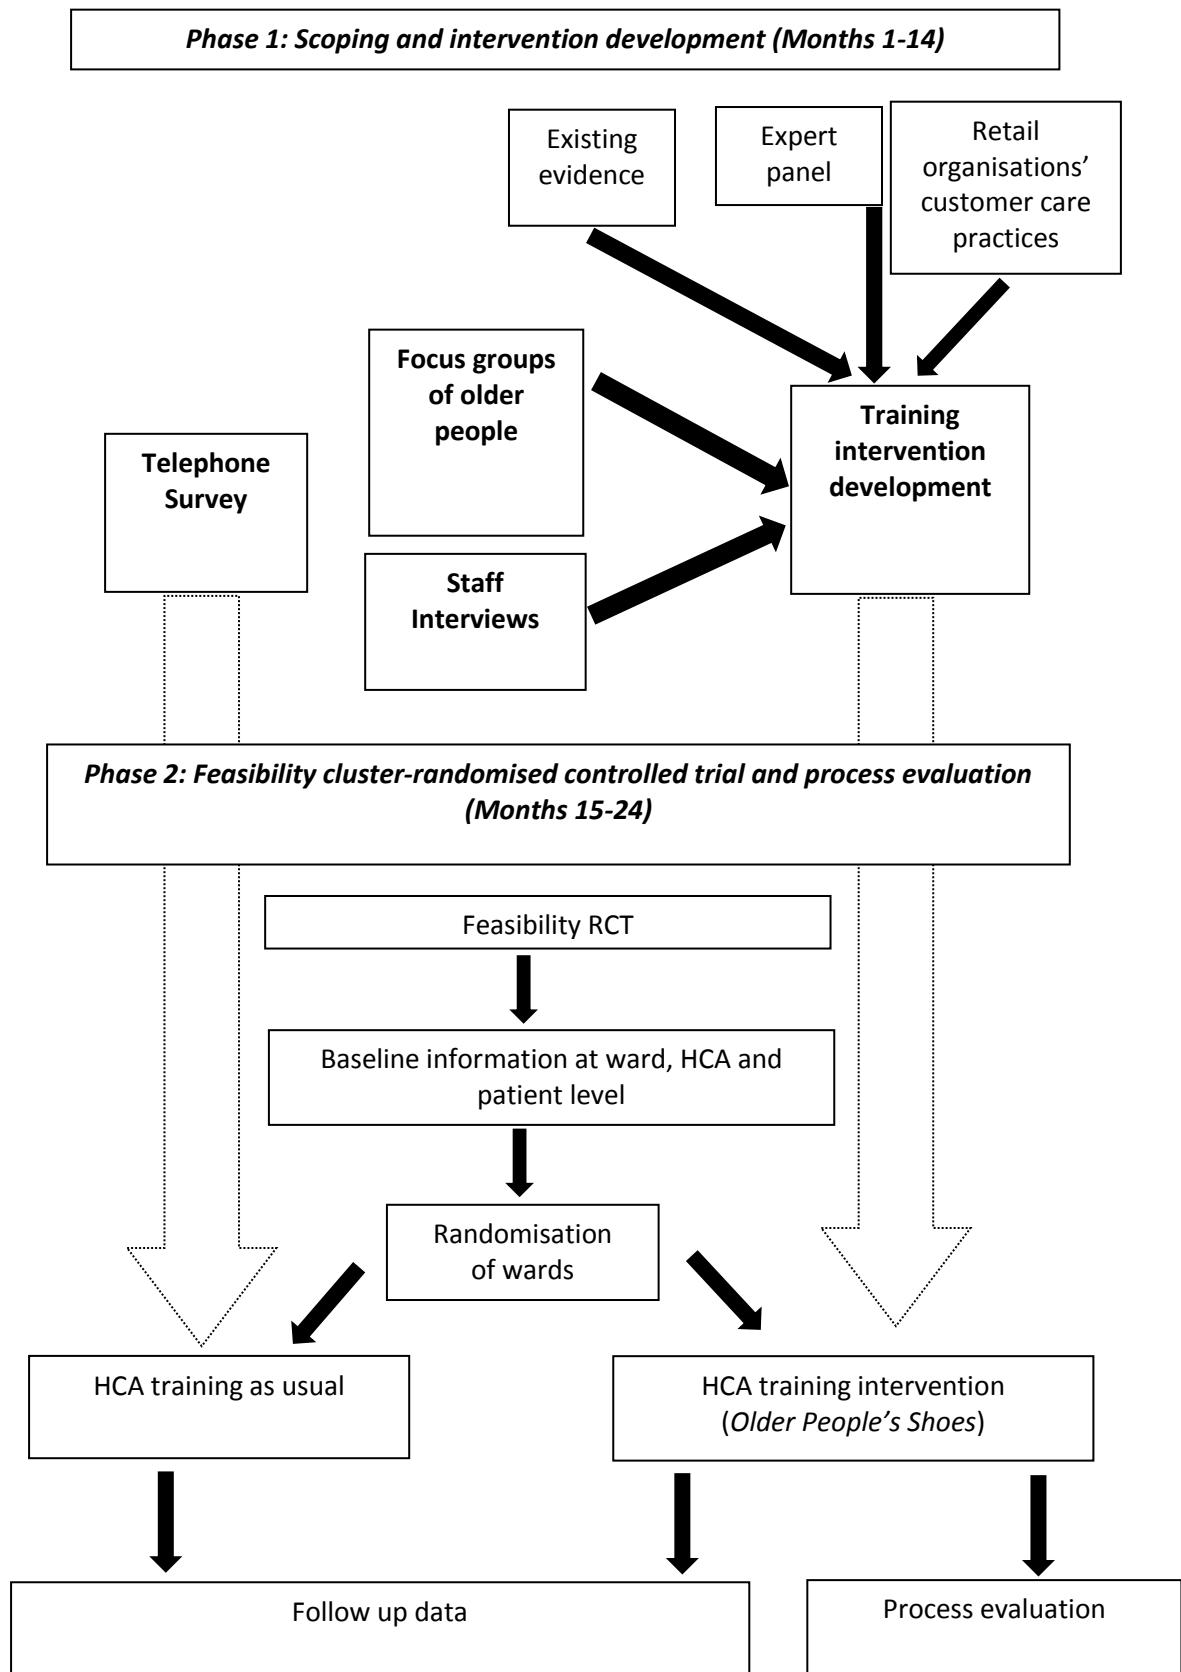 Phase 1: Scoping and intervention development (Months 1-14)
Existing
evidence
Expert
panel
Retail
organisations’
customer care
practices
Focus groups
of older
people
Training
intervention
development
Telephone
Survey
Staff
Interviews
Phase 2: Feasibility cluster-randomised controlled trial and process evaluation
(Months 15-24)
Feasibility RCT
Baseline information at ward, HCA and
patient level
Randomisation
of wards
HCA training as usual
HCA training intervention
(Older People’s Shoes)
Follow up data
Process evaluation